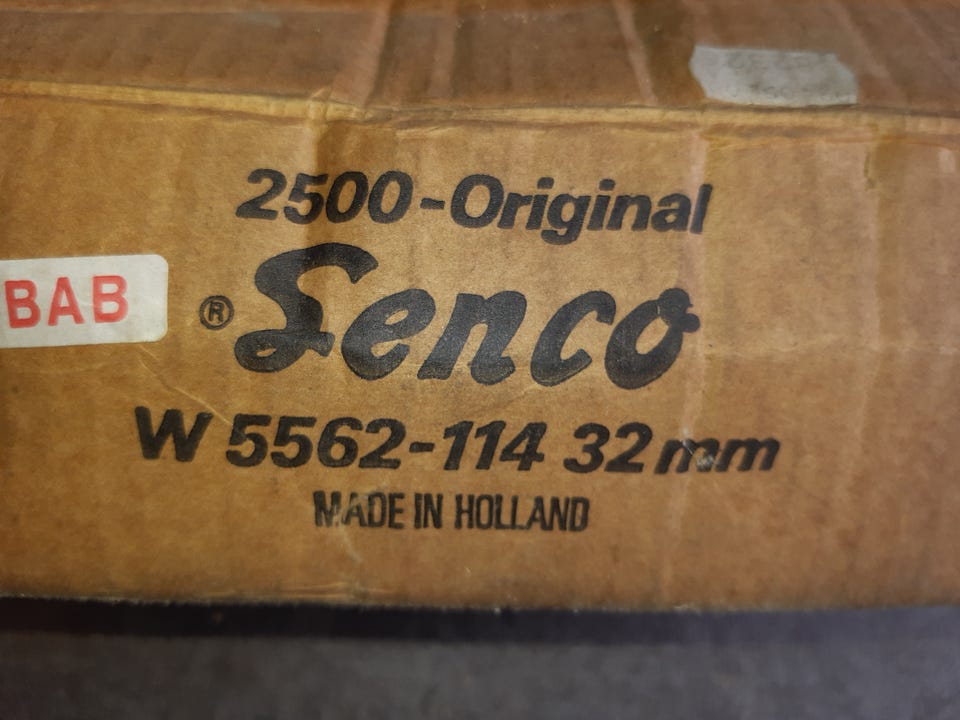 2500-Original
® Senco
BAB
W 5562-114 32mm
MADE IN HOLLAND